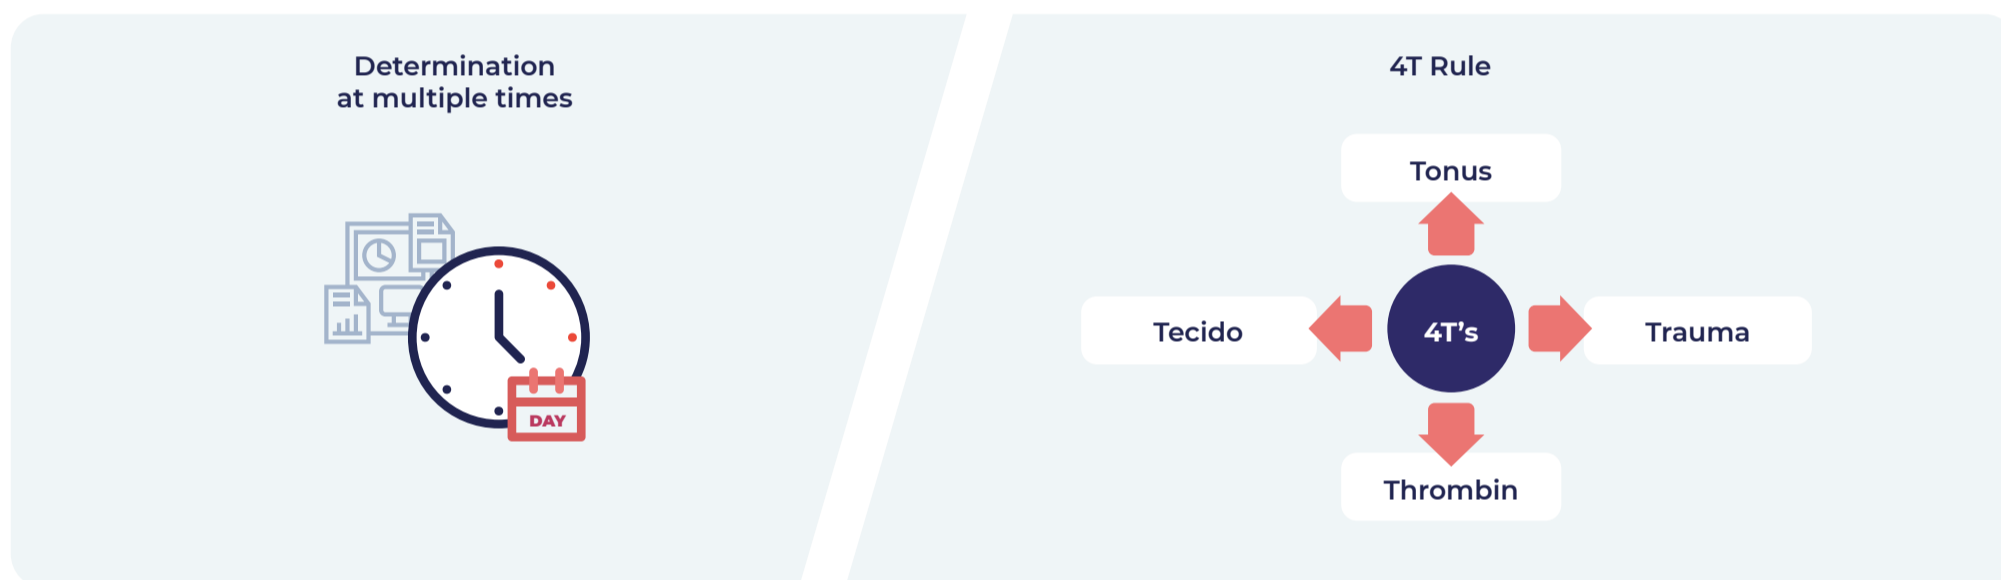 Determination
at multiple times
DAY
4T Rule
Tonus
Tecido
4T's
Trauma
Thrombin